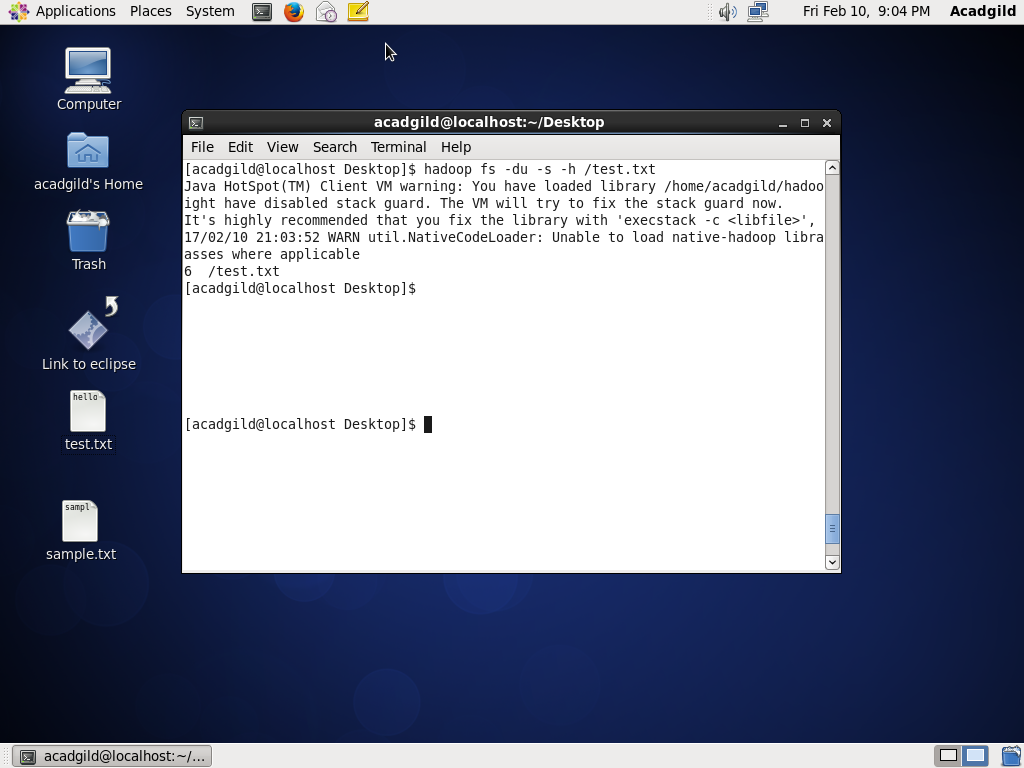 Applications Places System
Fri Feb 10, 9:04 PM Acadgild
Computer
acadgild's Home
Trash
Link to eclipse
hello
test.txt
sampl
sample.txt
acadgild@localhost:~/Desktop
File Edit View Search Terminal Help
[acadgild@localhost Desktop]$ hadoop fs -du -s -h /test.txt
Java HotSpot(TM) Client VM warning: You have loaded library /home/acadgild/hadoo
ight have disabled stack guard. The VM will try to fix the stack guard now.
It's highly recommended that you fix the library with 'execstack -c <libfile>',
17/02/10 21:03:52 WARN util.NativeCodeLoader: Unable to load native-hadoop libra
asses where applicable
6  /test.txt
[acadgild@localhost Desktop]$
[acadgild@localhost Desktop]$
acadgild@localhost:~/...